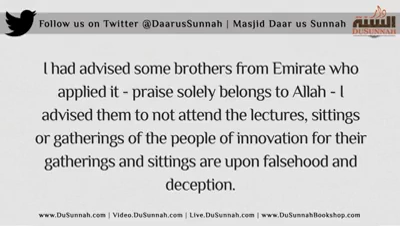 Follow us on Twitter @DaarusSunnah | Masjid Daar us Sunnah
DUSUNNAH
I had advised some brothers from Emirate who
applied it - praise solely belongs to Allah - I
advised them to not attend the lectures, sittings
or gatherings of the people of innovation for their
gatherings and sittings are upon falsehood and
deception.
www.DuSunnah.com | Video.DuSunnah.com | Live.DuSunnah.com | www.DuSunnahBookshop.com